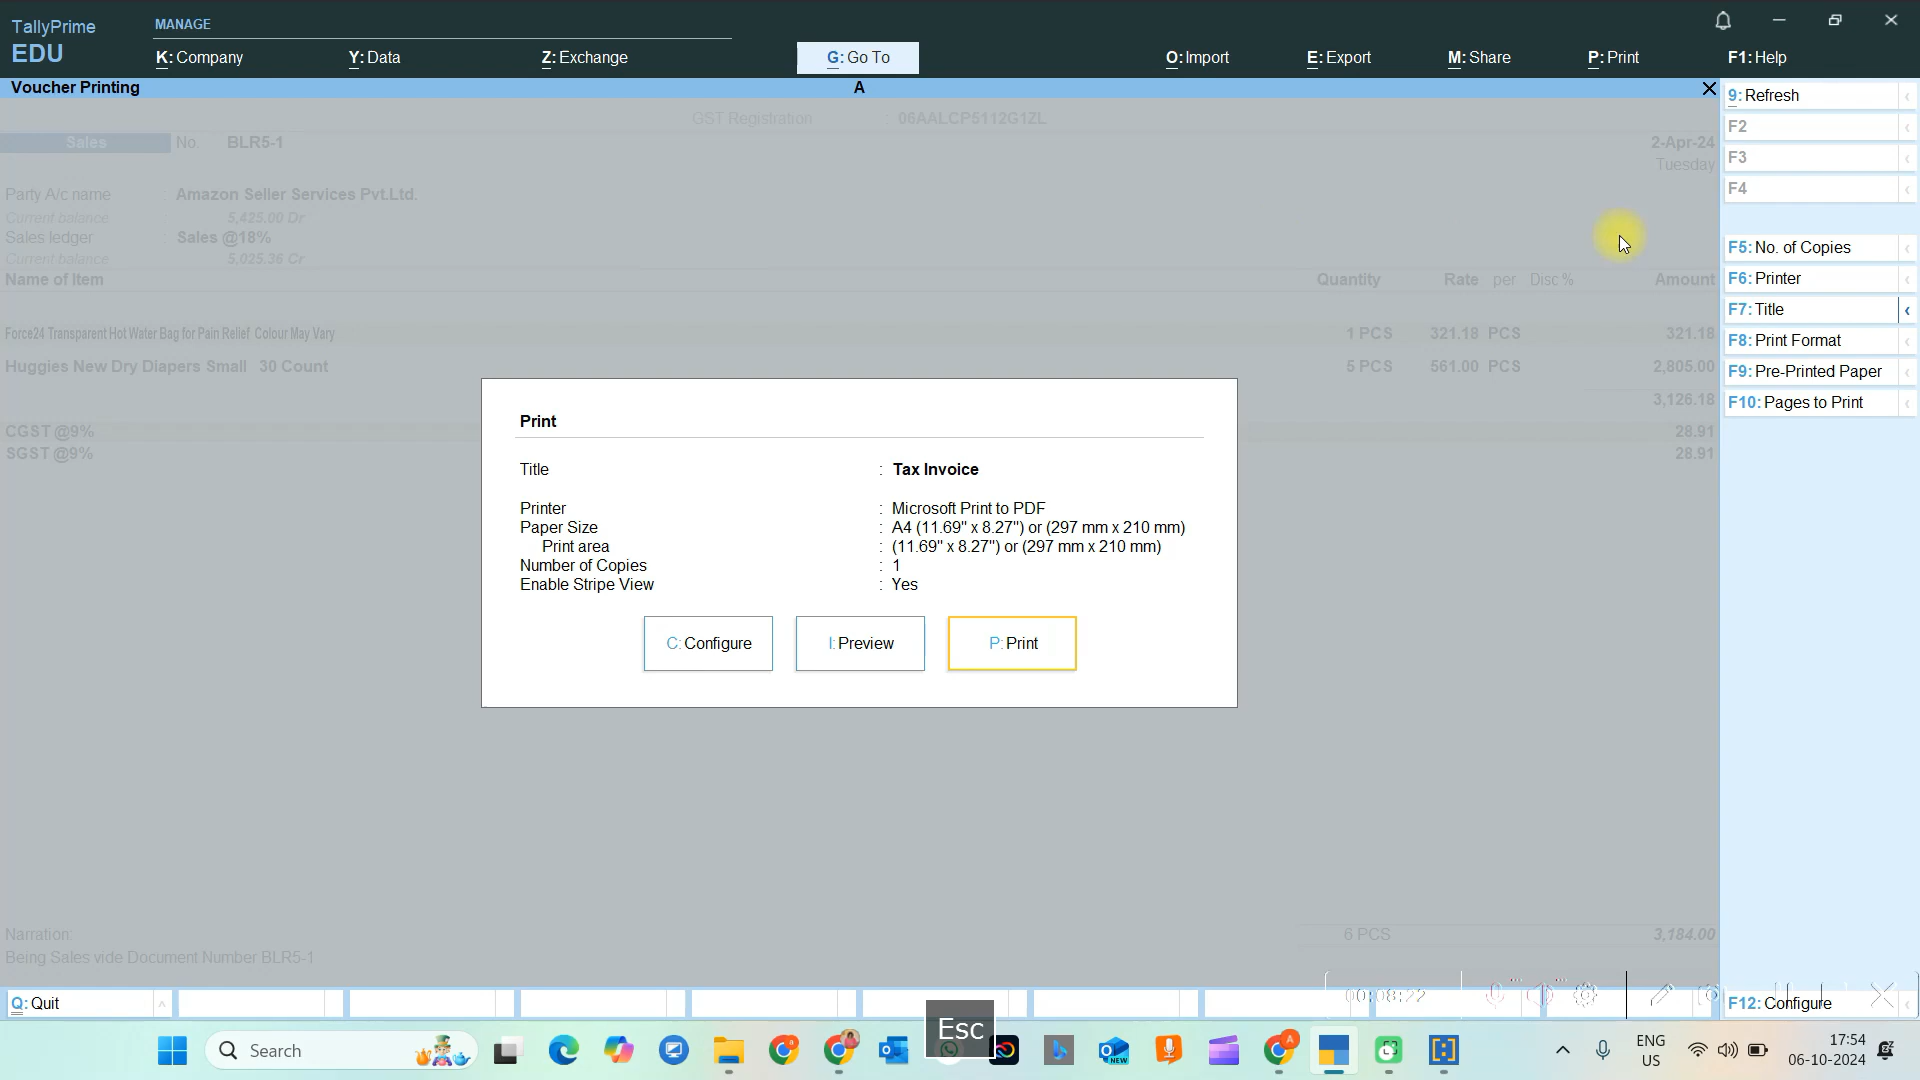 TallyPrime
EDU
MANAGE
K: Company
Y: Data
Z: Exchange
G: Go To
O: Import
E: Export
M: Share
P: Print
F1: Help
Voucher Printing
A
GST Registration : 06AALCP5112G1ZL
Sales No. BLR5-1
2-Apr-24
Tuesday
Party A/c name : Amazon Seller Services Pvt.Ltd.
Current balance 5,425.00 Dr
Sales ledger : Sales @18%
Current balance 5,025.36 Cr
Name of Item Quantity Rate per Disc % Amount
Force24 Transparent Hot Water Bag for Pain Relief Colour May Vary 1 PCS 321.18 PCS 321.18
Huggies New Dry Diapers Small 30 Count 5 PCS 561.00 PCS 2,805.00
3,126.18
CGST @9% 28.91
SGST @9% 28.91
Print
Title : Tax Invoice
Printer : Microsoft Print to PDF
Paper Size : A4 (11.69" x 8.27") or (297 mm x 210 mm)
Print area : (11.69" x 8.27") or (297 mm x 210 mm)
Number of Copies : 1
Enable Stripe View : Yes
C: Configure
I: Preview
P: Print
Narration:
Being Sales vide Document Number BLR5-1
6 PCS 3,184.00
9: Refresh
F2
F3
F4
F5: No. of Copies
F6: Printer
F7: Title
F8: Print Format
F9: Pre-Printed Paper
F10: Pages to Print
Q: Quit
00:08:22
F12: Configure
Esc
Search
NEW
ENG
US
17:54
06-10-2024